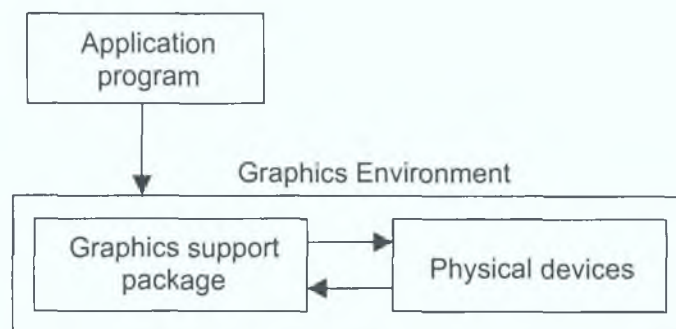 Application
program
Graphics Environment
Graphics support
package
Physical devices